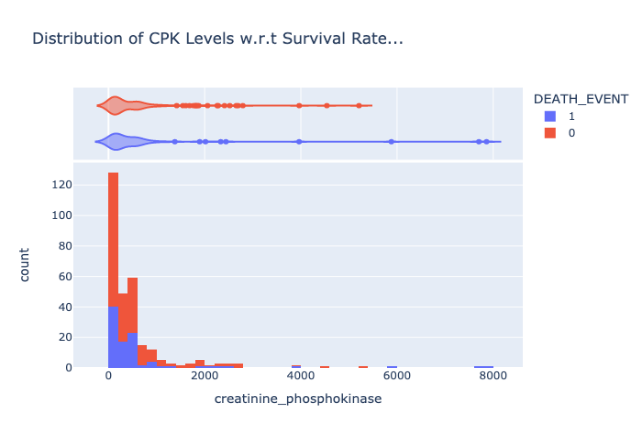 Distribution of CPK Levels w.r.t Survival Rate...
DEATH_EVENT
1
0
120
100
80
60
40
20
0
count
0 2000 4000 6000 8000
creatinine_phosphokinase